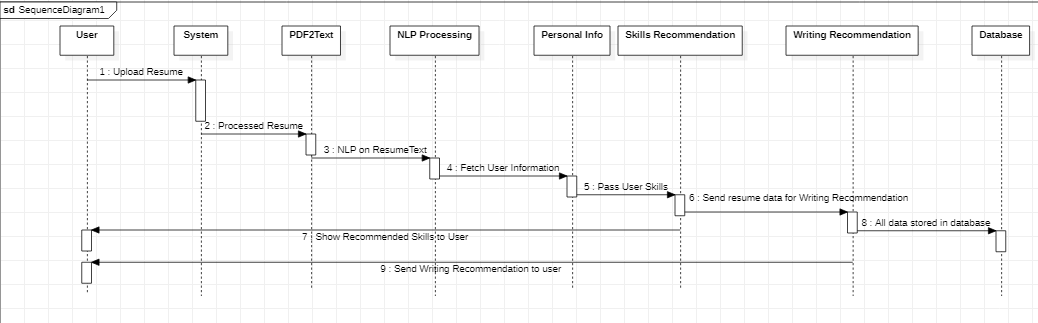 sd SequenceDiagram1
User
System
PDF2Text
NLP Processing
Personal Info
Skills Recommendation
Writing Recommendation
Database
1 : Upload Resume
2 : Processed Resume
3 : NLP on ResumeText
4 : Fetch User Information
5 : Pass User Skills
6 : Send resume data for Writing Recommendation
8 : All data stored in database
7 : Show Recommended Skills to User
9 : Send Writing Recommendation to user